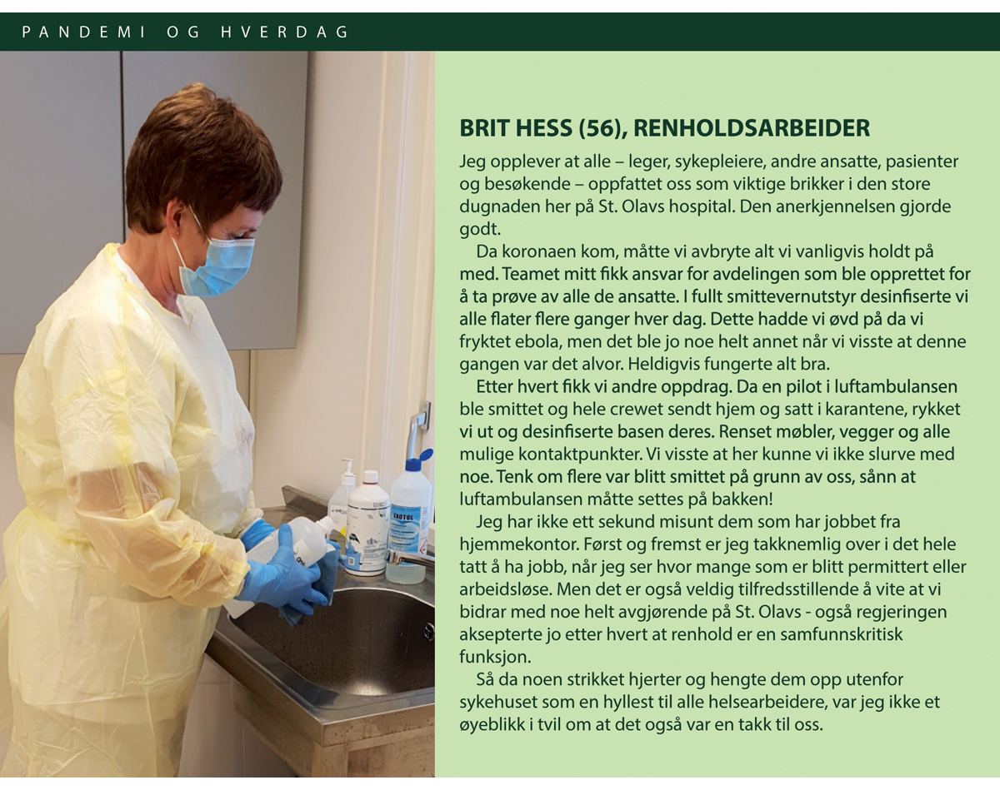 PANDEMI OG HVERDAG
BRIT HESS (56), RENHOLDSARBEIDER
Jeg opplever at alle – leger, sykepleiere, andre ansatte, pasienter
og besøkende – oppfattet oss som viktige brikker i den store
dugnaden her på St. Olavs hospital. Den anerkjennelsen gjorde
godt.
Da koronaen kom, måtte vi avbryte alt vi vanligvis holdt på
med. Teamet mitt fikk ansvar for avdelingen som ble opprettet for
å ta prøve av alle de ansatte. I fullt smittevernutstyr desinfiserte vi
alle flater flere ganger hver dag. Dette hadde vi øvd på da vi
fryktet ebola, men det ble jo noe helt annet når vi visste at denne
gangen var det alvor. Heldigvis fungerte alt bra.
Etter hvert fikk vi andre oppdrag. Da en pilot i luftambulansen
ble smittet og hele crewet sendt hjem og satt i karantene, rykket
vi ut og desinfiserte basen deres. Renset møbler, vegger og alle
mulige kontaktpunkter. Vi visste at her kunne vi ikke slurve med
noe. Tenk om flere var blitt smittet på grunn av oss, sånn at
luftambulansen måtte settes på bakken!
Jeg har ikke ett sekund misunt dem som har jobbet fra
hjemmekontor. Først og fremst er jeg takknemlig over i det hele
tatt å ha jobb, når jeg ser hvor mange som er blitt permittert eller
arbeidsløse. Men det er også veldig tilfredsstillende å vite at vi
bidrar med noe helt avgjørende på St. Olavs - også regjeringen
aksepterte jo etter hvert at renhold er en samfunnskritisk
funksjon.
Så da noen strikket hjerter og hengte dem opp utenfor
sykehuset som en hyllest til alle helsearbeidere, var jeg ikke et
øyeblikk i tvil om at det også var en takk til oss.
EXOTOL